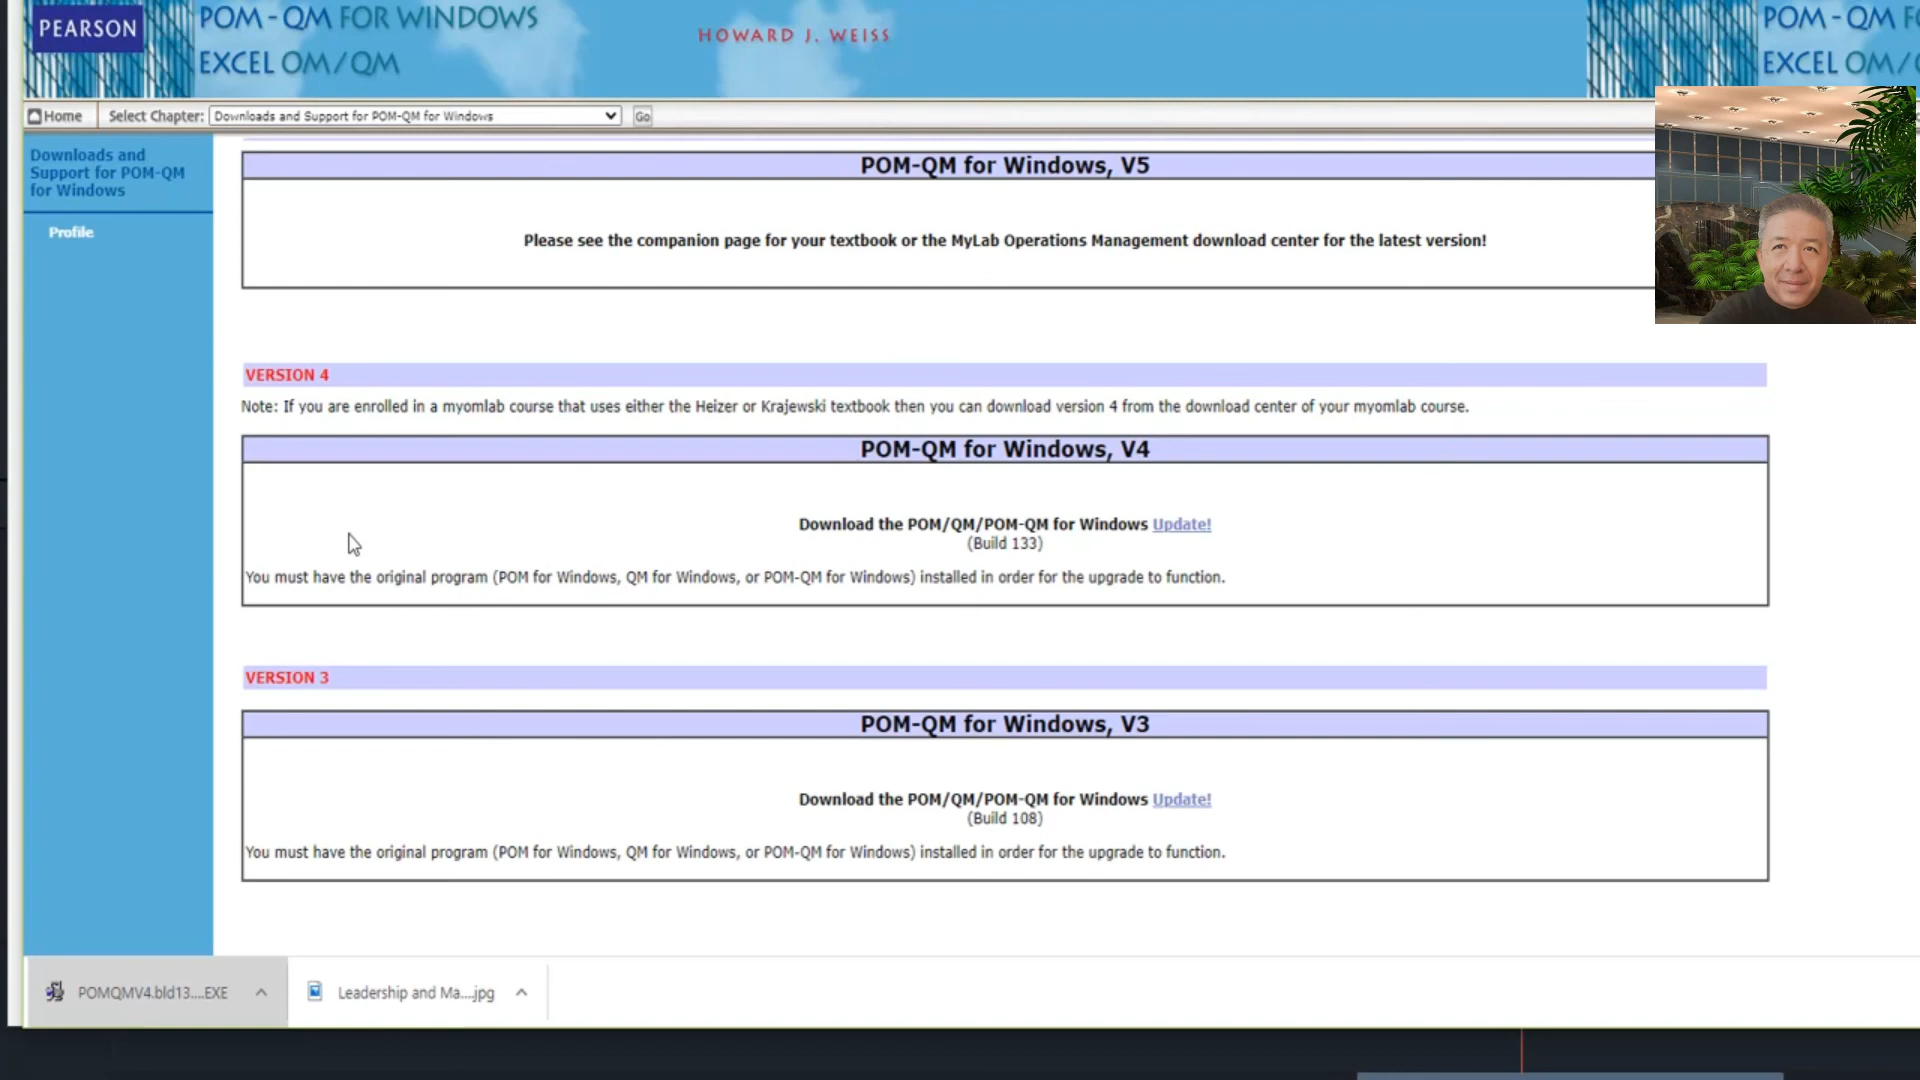 PEARSON
POM - QM FOR WINDOWS
EXCEL OM/QM
HOWARD J. WEISS
POM - QM
EXCEL OM/
Home
Select Chapter:
Downloads and Support for POM-QM for Windows
Go
Downloads and
Support for POM-QM
for Windows
Profile
POM-QM for Windows, V5
Please see the companion page for your textbook or the MyLab Operations Management download center for the latest version!
VERSION 4
Note: If you are enrolled in a myomlab course that uses either the Heizer or Krajewski textbook then you can download version 4 from the download center of your myomlab course.
POM-QM for Windows, V4
Download the POM/QM/POM-QM for Windows Update!
(Build 133)
You must have the original program (POM for Windows, QM for Windows, or POM-QM for Windows) installed in order for the upgrade to function.
VERSION 3
POM-QM for Windows, V3
Download the POM/QM/POM-QM for Windows Update!
(Build 108)
You must have the original program (POM for Windows, QM for Windows, or POM-QM for Windows) installed in order for the upgrade to function.
POMQMV4.bld13....EXE
Leadership and Ma....jpg